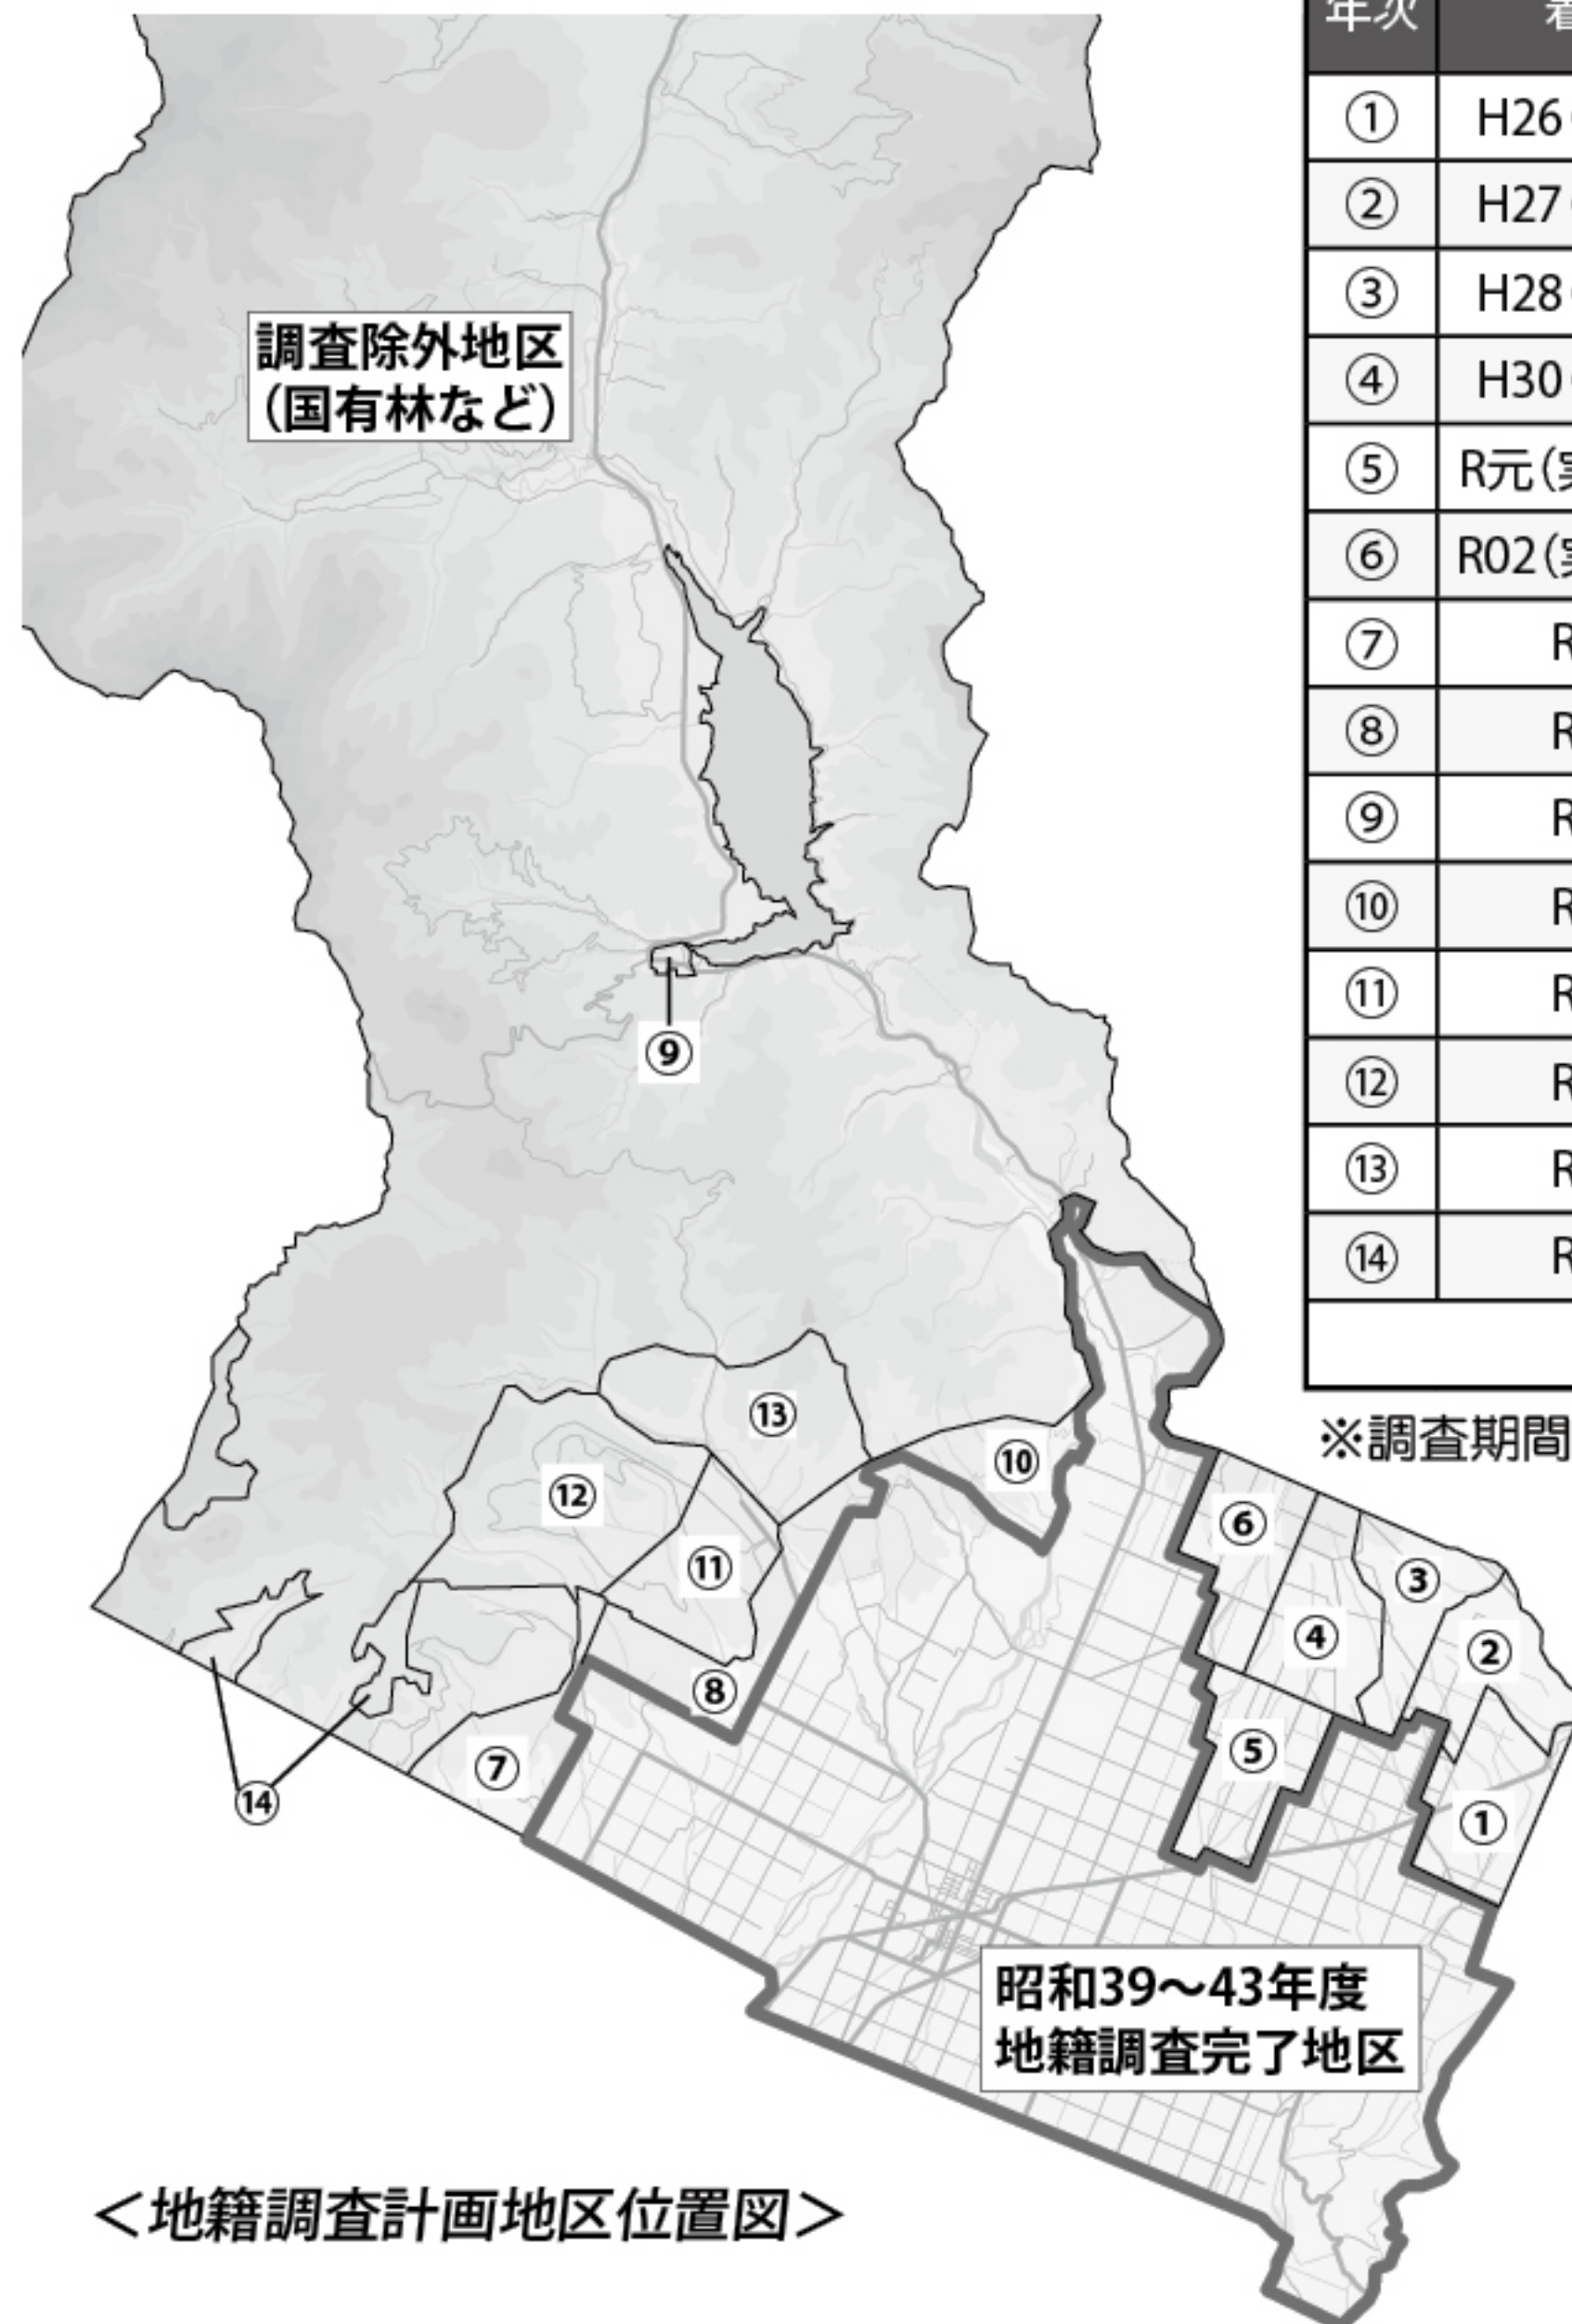 年次
① H26
② H27
③ H28
④ H30
⑤ R元(
⑥ R02(
⑦ R
⑧ R
⑨ R
⑩ R
⑪ R
⑫ R
⑬ R
⑭ R
※調査期間
調査除外地区
(国有林など)
⑨
⑬
⑩
⑫
⑪
⑥
③
④
②
⑧
⑤
⑦
⑭
①
昭和39～43年度
地籍調査完了地区
＜地籍調査計画地区位置図＞